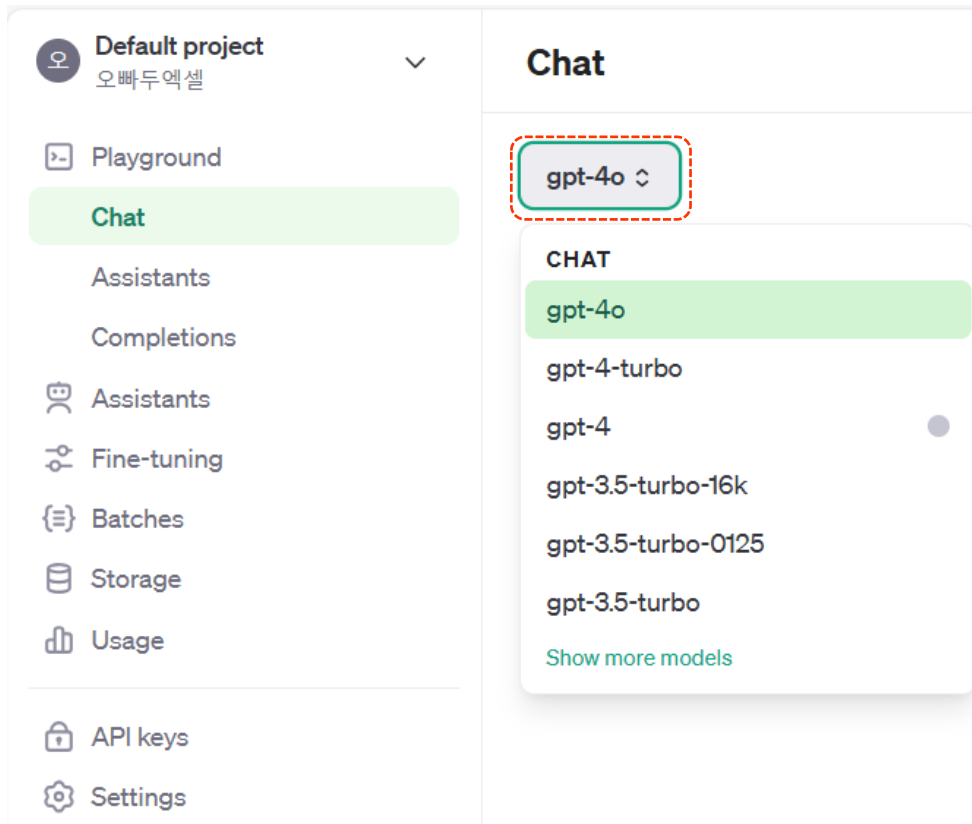 오
Default project
오빠두엑셀
Playground
Chat
Assistants
Completions
Assistants
Fine-tuning
Batches
Storage
Usage
API keys
Settings
Chat
gpt-4o
CHAT
gpt-4o
gpt-4-turbo
gpt-4
gpt-3.5-turbo-16k
gpt-3.5-turbo-0125
gpt-3.5-turbo
Show more models